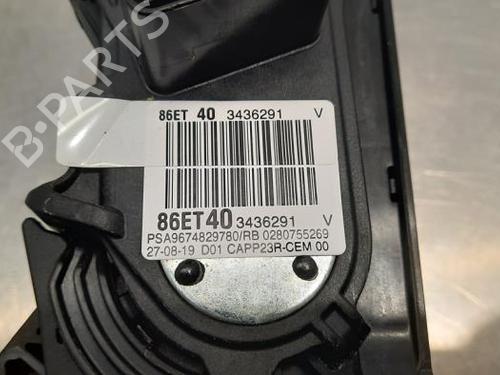 B-PARTS
86ET 40 3436291 V
86ET40 3436291 V
PSA9674829780/RB 0280755269
27-08-19 D01 CAPP23R-CEM 00